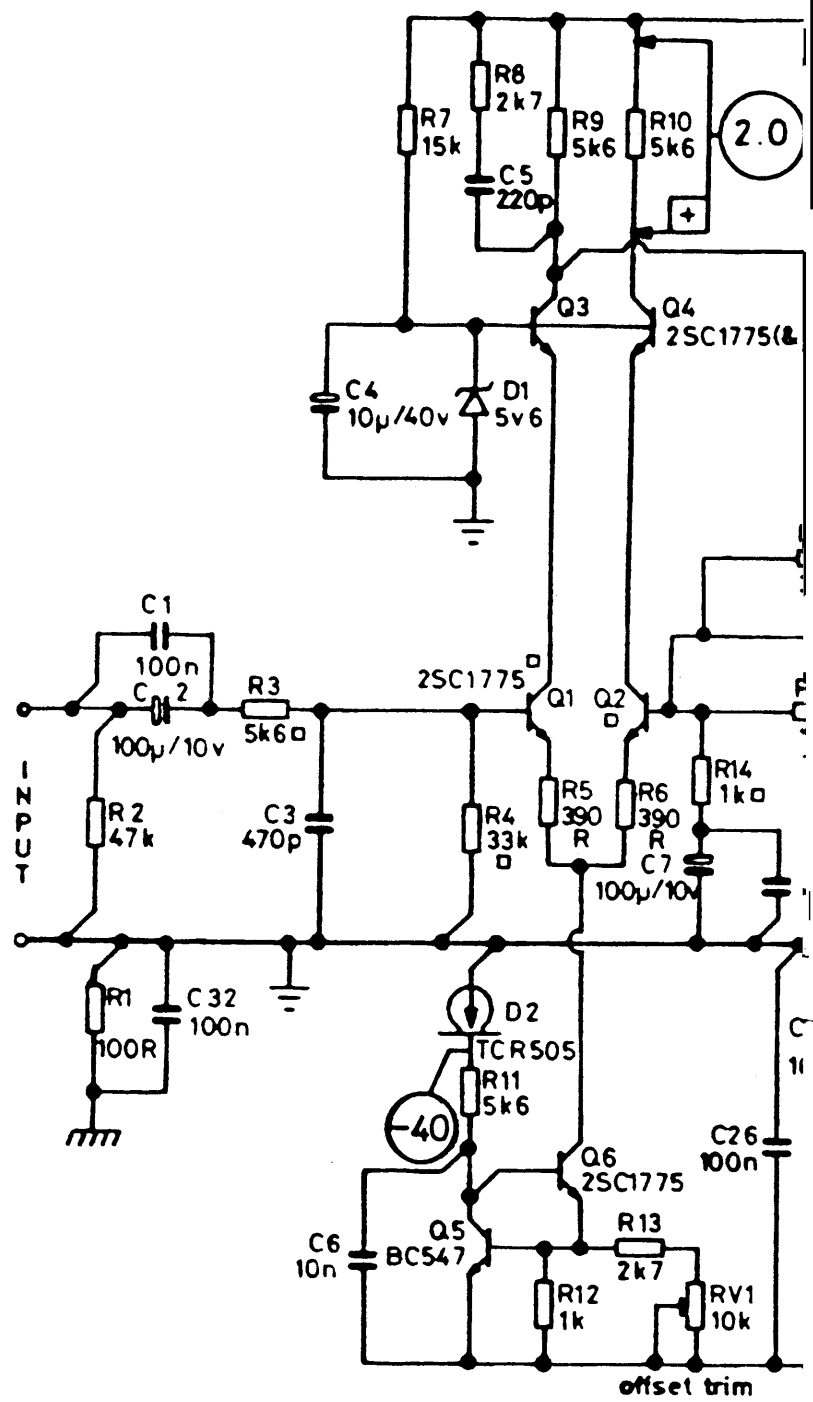 R8
2k7
R7
15k
R9
5k6
R10
5k6
2.0
C5
220p
+
Q3
Q4
2SC1775(&
C4
10µ/40v
D1
5v6
C1
100n
C 2
100µ/10v
R3
5k6
2SC1775
Q1
Q2
INPUT
R2
47k
C3
470p
R4
33k
R5
390
R
R6
390
R
R14
1k
C7
100µ/10v
R1
100R
C32
100n
D2
TCR505
R11
5k6
-40
C26
100n
Q6
2SC1775
C6
10n
Q5
BC547
R13
2k7
R12
1k
RV1
10k
offset trim